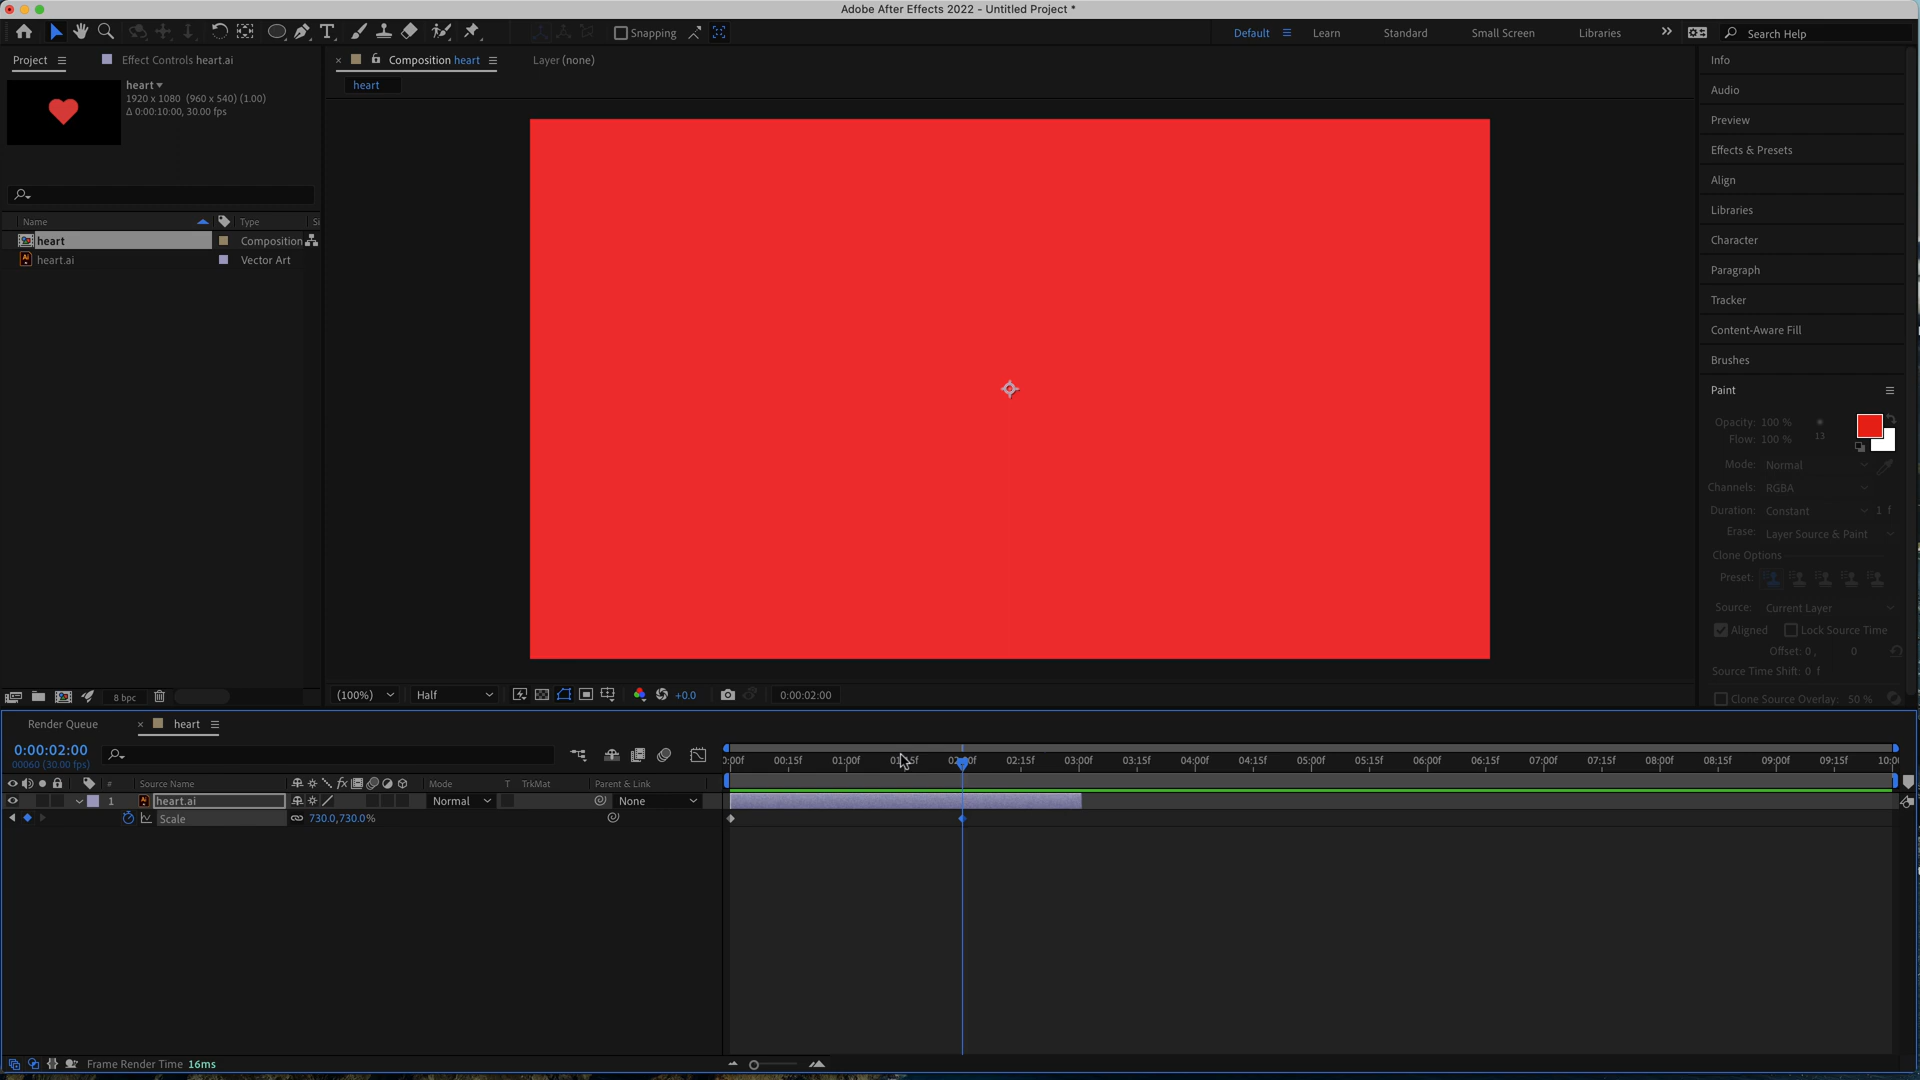 Adobe After Effects 2022 - Untitled Project *
Snapping
Default
Learn
Standard
Small Screen
Libraries
Search Help
Project
Effect Controls heart.ai
Composition heart
Layer (none)
Info
heart
1920 x 1080 (960 x 540) (1.00)
Δ 0:00:10:00, 30.00 fps
heart
Audio
Preview
Effects & Presets
Align
Libraries
Character
Paragraph
Tracker
Content-Aware Fill
Brushes
Paint
Name
Type
Si
heart
Composition
heart.ai
Vector Art
Opacity: 100 %
Flow: 100 %
13
Mode: Normal
Channels: RGBA
Duration: Constant
1 f
Erase: Layer Source & Paint
Clone Options
Preset:
Source: Current Layer
Aligned
Lock Source Time
Offset: 0 , 0
Source Time Shift: 0 f
Clone Source Overlay: 50 %
8 bpc
(100%)
Half
+0.0
0:00:02:00
Render Queue
heart
0:00:02:00
00060 (30.00 fps)
00:15f
01:00f
03:00f
02:15f
03:15f
04:00f
04:15f
05:00f
05:15f
06:00f
06:15f
07:00f
07:15f
08:00f
08:15f
09:00f
09:15f
#
Source Name
Mode
T
TrkMat
Parent & Link
1
heart.ai
Normal
None
Scale
730.0,730.0%
Frame Render Time 16ms